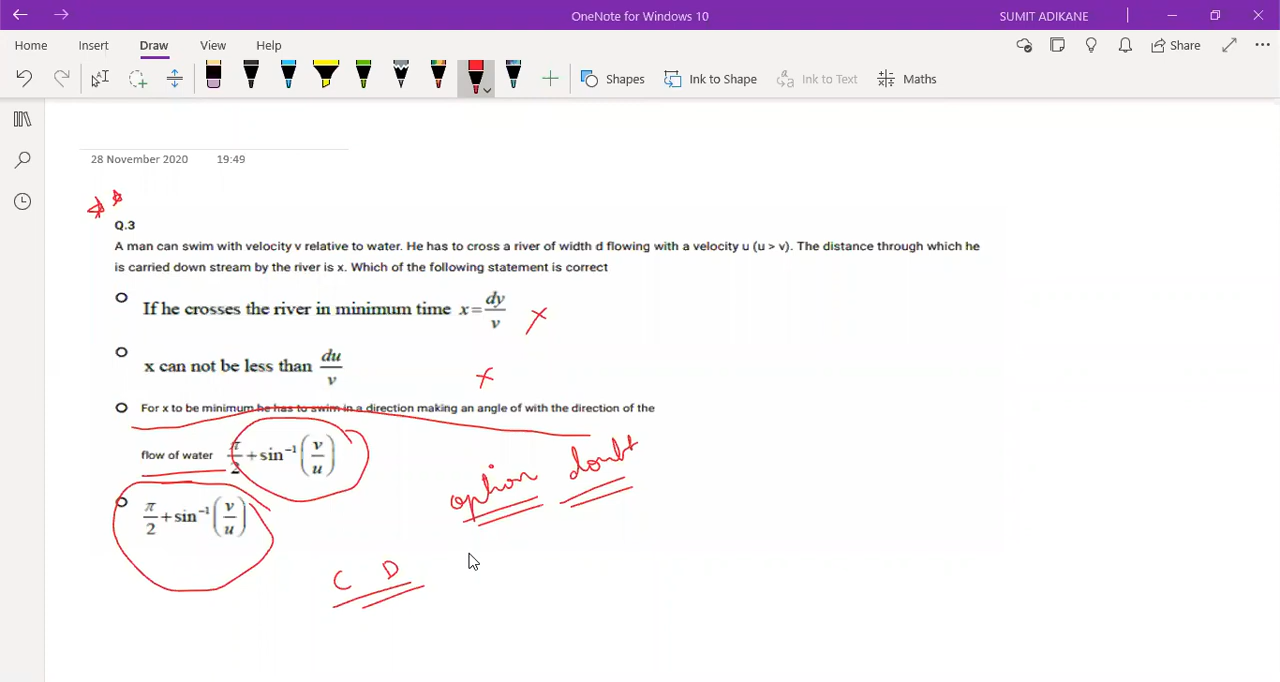 OneNote for Windows 10
SUMIT ADIKANE
Home Insert Draw View Help
Share
Shapes
Ink to Shape
Ink to Text
Maths
28 November 2020 19:49
Q.3
A man can swim with velocity v relative to water. He has to cross a river of width d flowing with a velocity u (u > v). The distance through which he
is carried down stream by the river is x. Which of the following statement is correct
If he crosses the river in minimum time x = dy/v
x can not be less than du/v
For x to be minimum he has to swim in a direction making an angle of with the direction of the
flow of water π/2 + sin⁻¹(v/u)
option doubt
π/2 + sin⁻¹(v/u)
C D